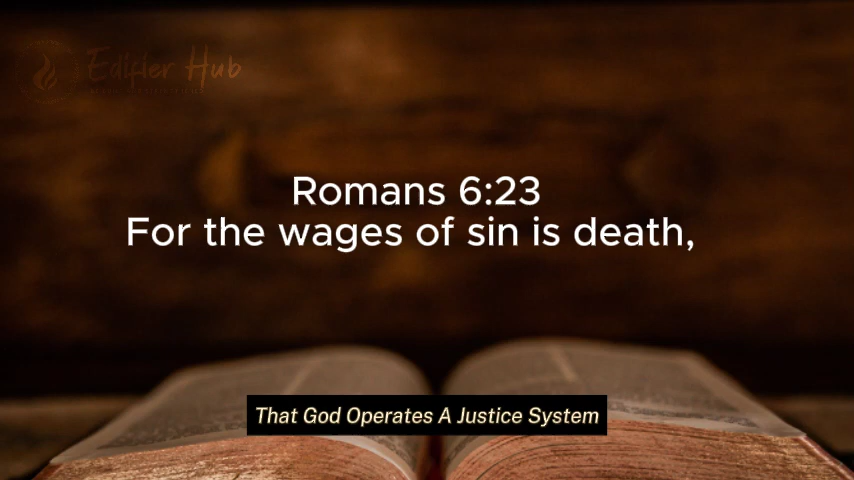 Edifier Hub
Romans 6:23
For the wages of sin is death,
That God Operates A Justice System